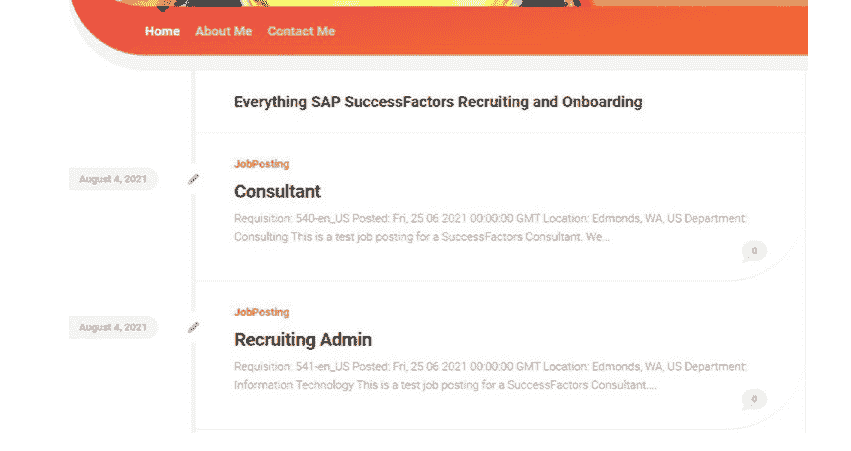 Home About Me Contact Me
Everything SAP SuccessFactors Recruiting and Onboarding
August 4, 2021
JobPosting
Consultant
Requisition: 540-en_US Posted: Fri, 25 06 2021 00:00:00 GMT Location: Edmonds, WA, US Department:
Consulting This is a test job posting for a SuccessFactors Consultant. We...
0
August 4, 2021
JobPosting
Recruiting Admin
Requisition: 541-en_US Posted: Fri, 25 06 2021 00:00:00 GMT Location: Edmonds, WA, US Department:
Information Technology This is a test job posting for a SuccessFactors Consultant....
0